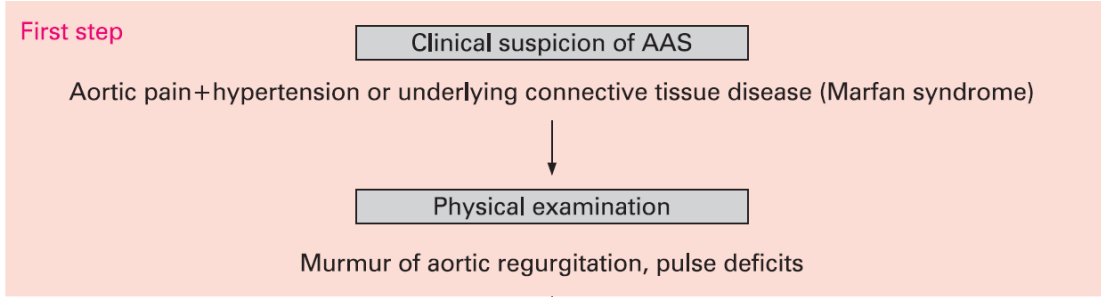 First step
Clinical suspicion of AAS
Aortic pain+hypertension or underlying connective tissue disease (Marfan syndrome)
Physical examination
Murmur of aortic regurgitation, pulse deficits